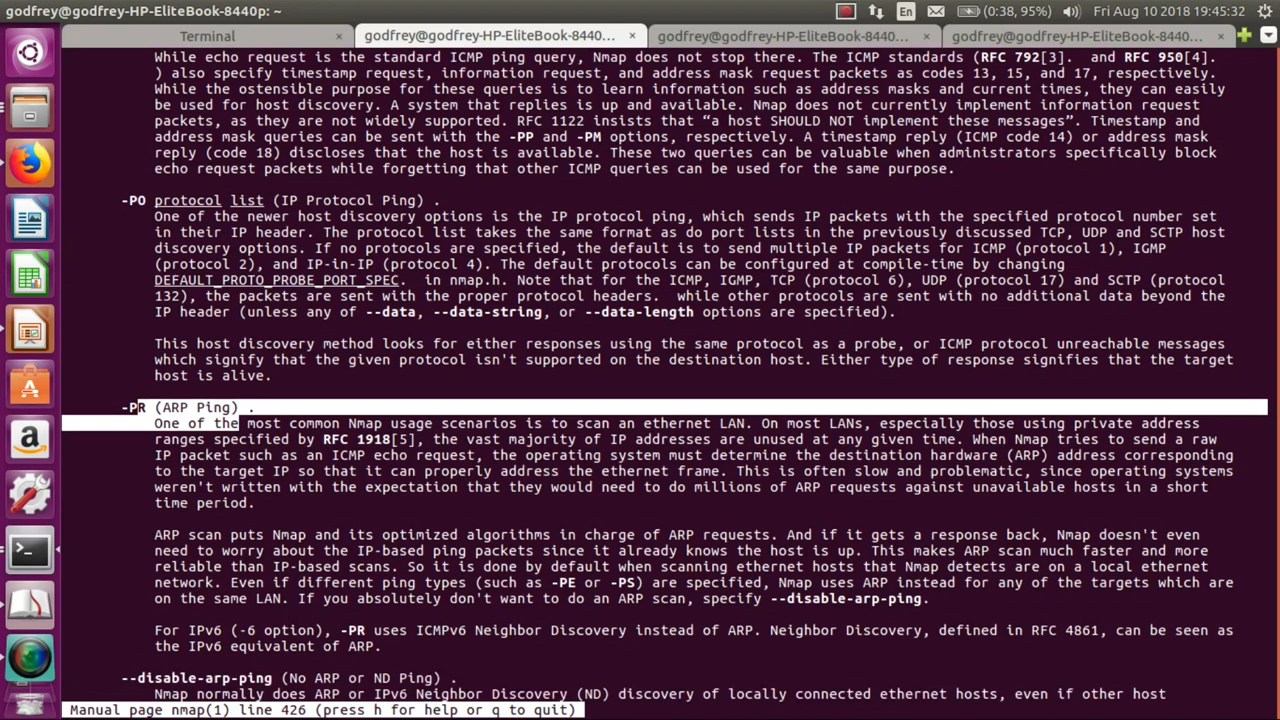 godfrey@godfrey-HP-EliteBook-8440p: ~
En
(0:38, 95%)
Fri Aug 10 2018 19:45:32
Terminal ×
godfrey@godfrey-HP-EliteBook-8440... ×
godfrey@godfrey-HP-EliteBook-8440p... ×
godfrey@godfrey-HP-EliteBook-8440p... ×
While echo request is the standard ICMP ping query, Nmap does not stop there. The ICMP standards (RFC 792[3].  and RFC 950[4].
) also specify timestamp request, information request, and address mask request packets as codes 13, 15, and 17, respectively.
While the ostensible purpose for these queries is to learn information such as address masks and current times, they can easily
be used for host discovery. A system that replies is up and available. Nmap does not currently implement information request
packets, as they are not widely supported. RFC 1122 insists that “a host SHOULD NOT implement these messages”. Timestamp and
address mask queries can be sent with the -PP and -PM options, respectively. A timestamp reply (ICMP code 14) or address mask
reply (code 18) discloses that the host is available. These two queries can be valuable when administrators specifically block
echo request packets while forgetting that other ICMP queries can be used for the same purpose.
-PO protocol list (IP Protocol Ping) .
One of the newer host discovery options is the IP protocol ping, which sends IP packets with the specified protocol number set
in their IP header. The protocol list takes the same format as do port lists in the previously discussed TCP, UDP and SCTP host
discovery options. If no protocols are specified, the default is to send multiple IP packets for ICMP (protocol 1), IGMP
(protocol 2), and IP-in-IP (protocol 4). The default protocols can be configured at compile-time by changing
DEFAULT_PROTO_PROBE_PORT_SPEC.  in nmap.h. Note that for the ICMP, IGMP, TCP (protocol 6), UDP (protocol 17) and SCTP (protocol
132), the packets are sent with the proper protocol headers.  while other protocols are sent with no additional data beyond the
IP header (unless any of --data, --data-string, or --data-length options are specified).
This host discovery method looks for either responses using the same protocol as a probe, or ICMP protocol unreachable messages
which signify that the given protocol isn't supported on the destination host. Either type of response signifies that the target
host is alive.
-PR (ARP Ping) .
One of the most common Nmap usage scenarios is to scan an ethernet LAN. On most LANs, especially those using private address
ranges specified by RFC 1918[5], the vast majority of IP addresses are unused at any given time. When Nmap tries to send a raw
IP packet such as an ICMP echo request, the operating system must determine the destination hardware (ARP) address corresponding
to the target IP so that it can properly address the ethernet frame. This is often slow and problematic, since operating systems
weren't written with the expectation that they would need to do millions of ARP requests against unavailable hosts in a short
time period.
ARP scan puts Nmap and its optimized algorithms in charge of ARP requests. And if it gets a response back, Nmap doesn't even
need to worry about the IP-based ping packets since it already knows the host is up. This makes ARP scan much faster and more
reliable than IP-based scans. So it is done by default when scanning ethernet hosts that Nmap detects are on a local ethernet
network. Even if different ping types (such as -PE or -PS) are specified, Nmap uses ARP instead for any of the targets which are
on the same LAN. If you absolutely don't want to do an ARP scan, specify --disable-arp-ping.
For IPv6 (-6 option), -PR uses ICMPv6 Neighbor Discovery instead of ARP. Neighbor Discovery, defined in RFC 4861, can be seen as
the IPv6 equivalent of ARP.
--disable-arp-ping (No ARP or ND Ping) .
Nmap normally does ARP or IPv6 Neighbor Discovery (ND) discovery of locally connected ethernet hosts, even if other host
Manual page nmap(1) line 426 (press h for help or q to quit)